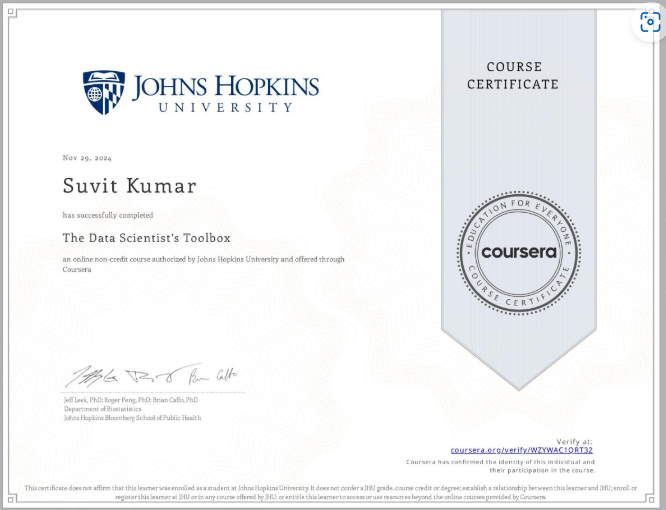 JOHNS HOPKINS
UNIVERSITY
COURSE
CERTIFICATE
Nov 29, 2024
Suvit Kumar
has successfully completed
The Data Scientist's Toolbox
an online non-credit course authorized by Johns Hopkins University and offered through
Coursera
EDUCATION FOR EVERYONE
coursera
COURSE CERTIFICATE
Jeff Leek, PhD; Roger Peng, PhD; Brian Caffo, PhD
Department of Biostatistics
Johns Hopkins Bloomberg School of Public Health
Verify at:
coursera.org/verify/WZYWAC1QRT32
Coursera has confirmed the identity of this individual and
their participation in the course.
This certificate does not affirm that this learner was enrolled as a student at Johns Hopkins University. It does not confer a JHU grade, course credit or degree; establish a relationship between this learner and JHU; enroll or
register this learner at JHU or in any course offered by JHU; or entitle this learner to access or use resources beyond the online courses provided by Coursera.